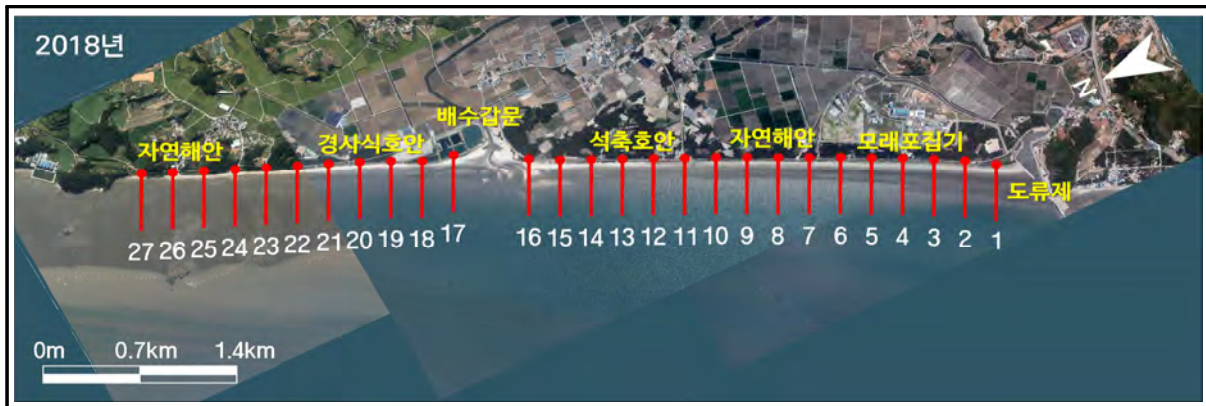 2018년
N
배수갑문
자연해안 경사식호안 석축호안 자연해안 모래포집기
도류제
27 26 25 24 23 22 21 20 19 18 17 16 15 14 13 12 11 10 9 8 7 6 5 4 3 2 1
0m 0.7km 1.4km